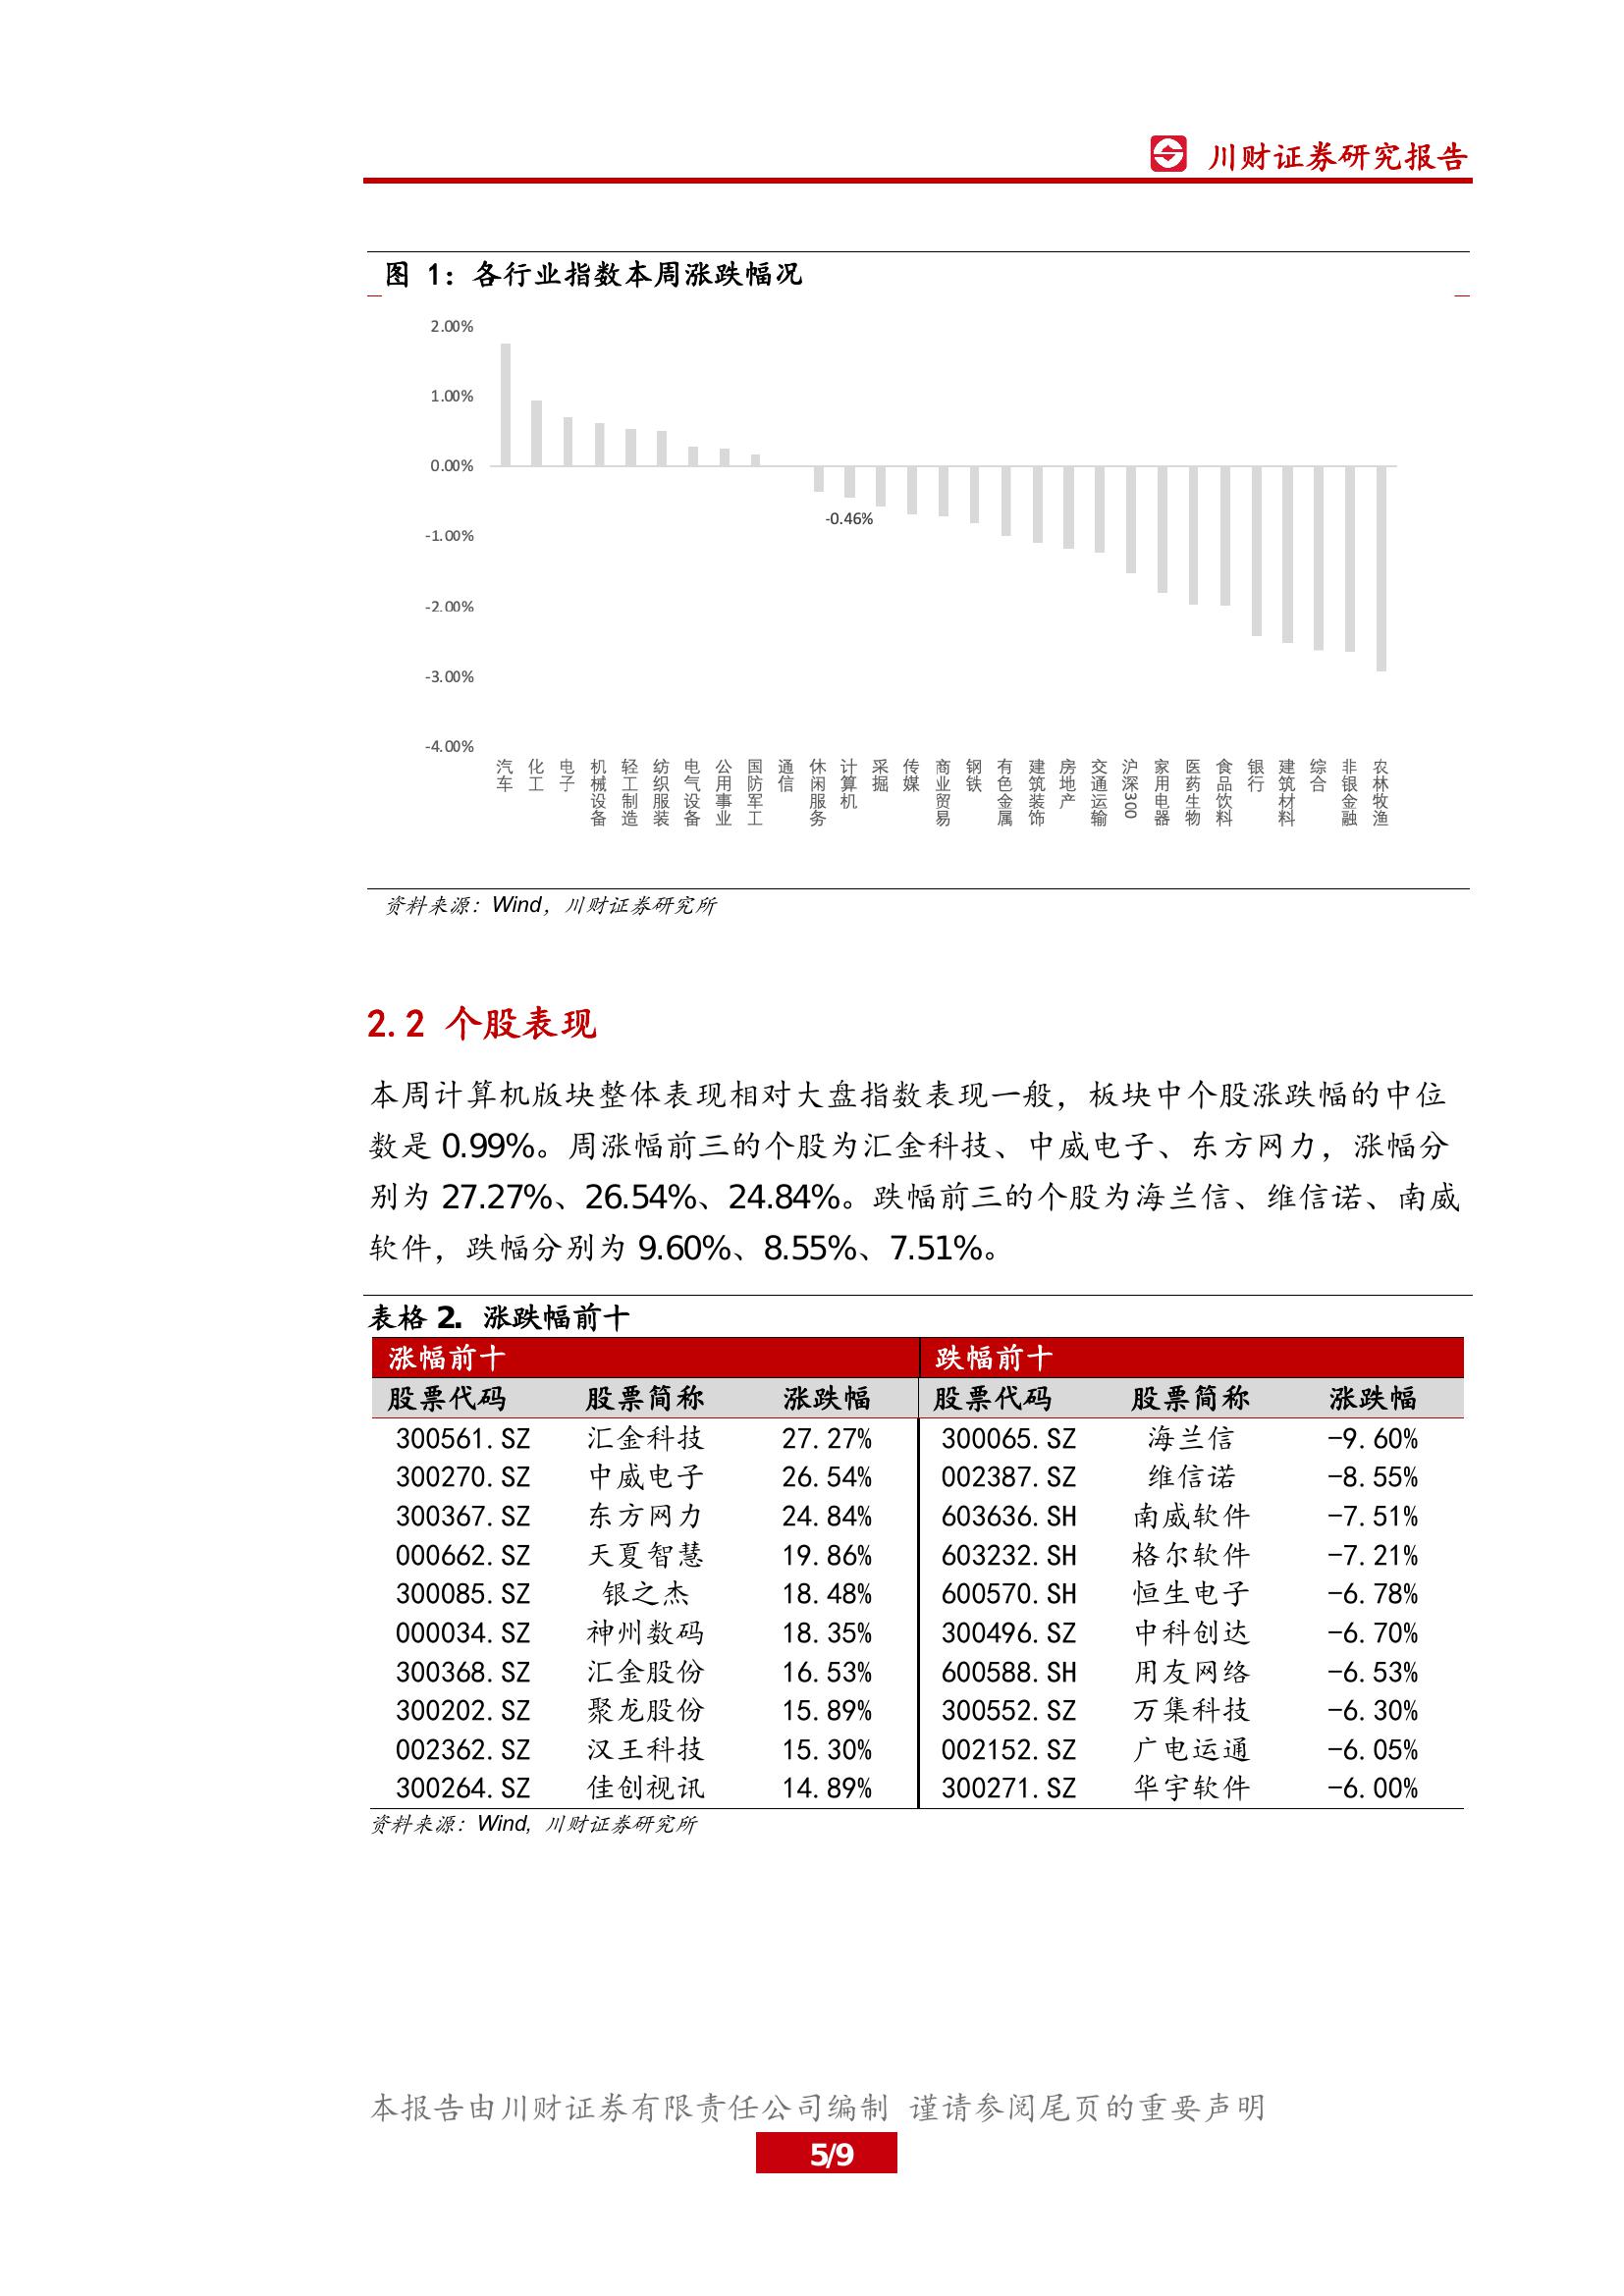 川财证券研究报告
图 1：各行业指数本周涨跌幅况
2.00%
1.00%
0.00%
-1.00%
-2.00%
-3.00%
-4.00%
-0.46%
汽车 化工 电子 机械设备 轻工制造 纺织服装 电气设备 公用事业 国防军工 通信 休闲服务 计算机 采掘 传媒 商业贸易 钢铁 有色金属 建筑装饰 房地产 交通运输 沪深300 家用电器 医药生物 食品饮料 银行 建筑材料 综合 非银金融 农林牧渔
资料来源：Wind，川财证券研究所
2.2 个股表现
本周计算机版块整体表现相对大盘指数表现一般，板块中个股涨跌幅的中位
数是 0.99%。周涨幅前三的个股为汇金科技、中威电子、东方网力，涨幅分
别为 27.27%、26.54%、24.84%。跌幅前三的个股为海兰信、维信诺、南威
软件，跌幅分别为 9.60%、8.55%、7.51%。
表格 2. 涨跌幅前十
涨幅前十 跌幅前十
股票代码 股票简称 涨跌幅 股票代码 股票简称 涨跌幅
300561.SZ 汇金科技 27.27% 300065.SZ 海兰信 -9.60%
300270.SZ 中威电子 26.54% 002387.SZ 维信诺 -8.55%
300367.SZ 东方网力 24.84% 603636.SH 南威软件 -7.51%
000662.SZ 天夏智慧 19.86% 603232.SH 格尔软件 -7.21%
300085.SZ 银之杰 18.48% 600570.SH 恒生电子 -6.78%
000034.SZ 神州数码 18.35% 300496.SZ 中科创达 -6.70%
300368.SZ 汇金股份 16.53% 600588.SH 用友网络 -6.53%
300202.SZ 聚龙股份 15.89% 300552.SZ 万集科技 -6.30%
002362.SZ 汉王科技 15.30% 002152.SZ 广电运通 -6.05%
300264.SZ 佳创视讯 14.89% 300271.SZ 华宇软件 -6.00%
资料来源：Wind, 川财证券研究所
本报告由川财证券有限责任公司编制 谨请参阅尾页的重要声明
5/9